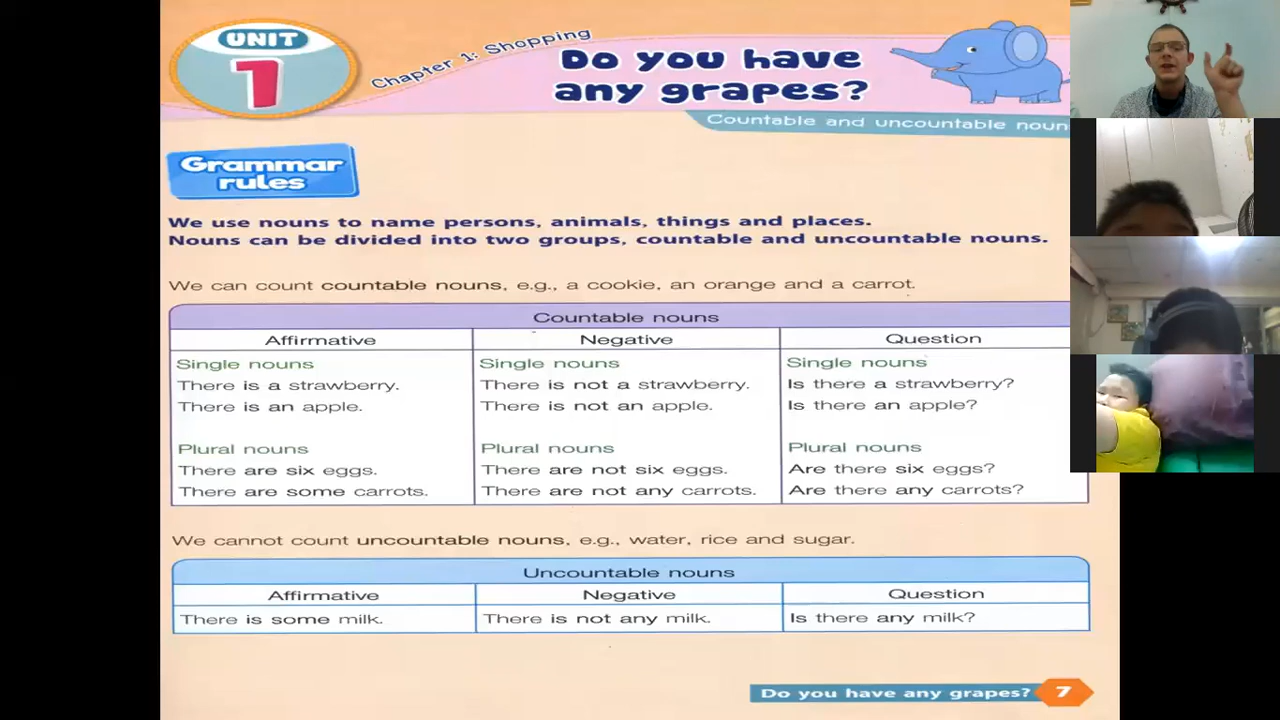 UNIT
1
Chapter 1: Shopping
Do you have
any grapes?
Countable and uncountable noun
Grammar
rules
We use nouns to name persons, animals, things and places.
Nouns can be divided into two groups, countable and uncountable nouns.
We can count countable nouns, e.g., a cookie, an orange and a carrot.
Countable nouns
Affirmative Negative Question
Single nouns Single nouns Single nouns
There is a strawberry. There is not a strawberry. Is there a strawberry?
There is an apple. There is not an apple. Is there an apple?
Plural nouns Plural nouns Plural nouns
There are six eggs. There are not six eggs. Are there six eggs?
There are some carrots. There are not any carrots. Are there any carrots?
We cannot count uncountable nouns, e.g., water, rice and sugar.
Uncountable nouns
Affirmative Negative Question
There is some milk. There is not any milk. Is there any milk?
Do you have any grapes? 7